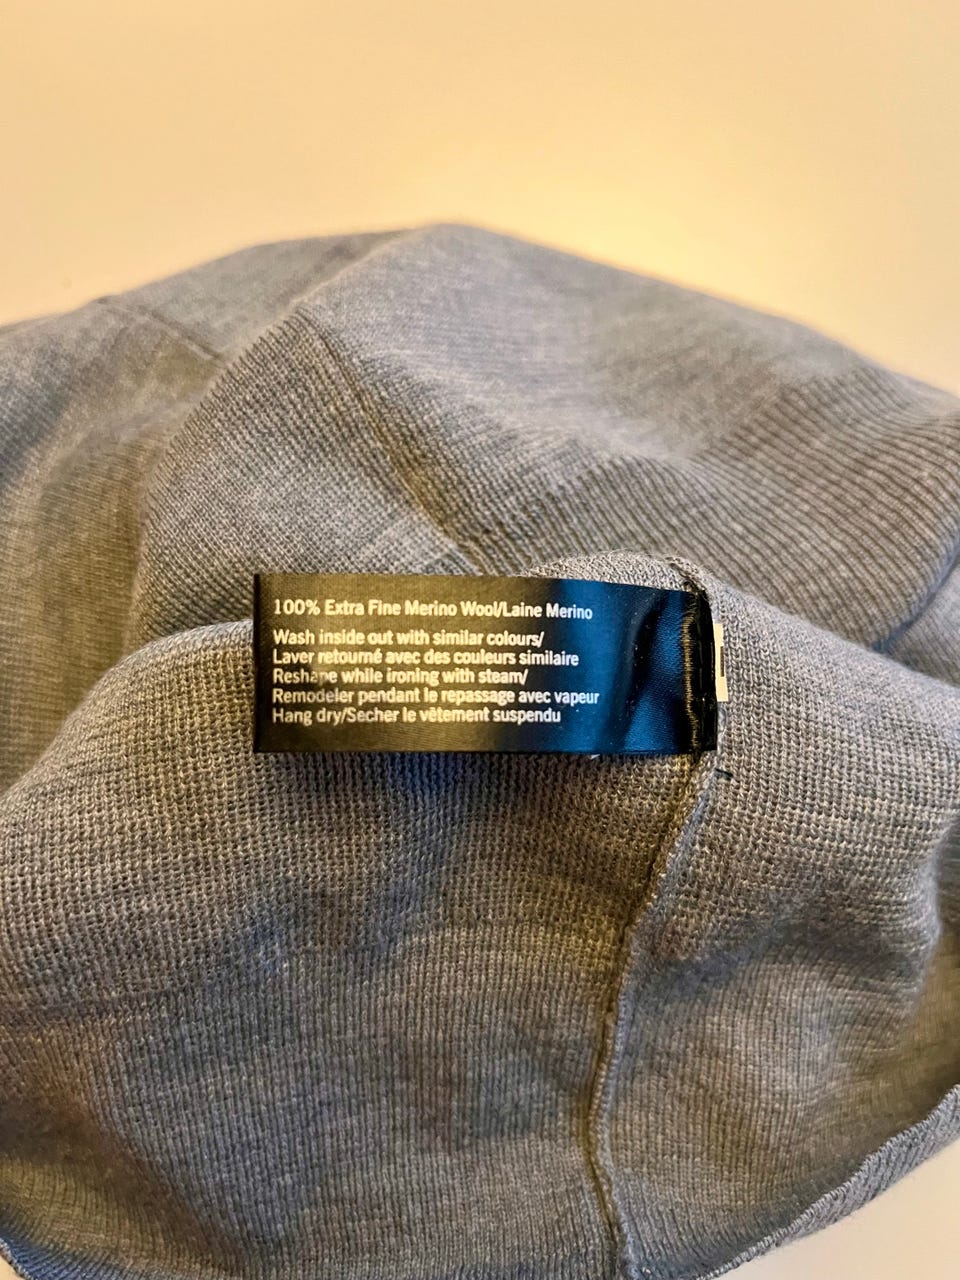 100% Extra Fine Merino Wool/Laine Merino
Wash inside out with similar colours/
Laver retourné avec des couleurs similaire
Reshape while ironing with steam/
Remodeler pendant le repassage avec vapeur
Hang dry/Secher le vêtement suspendu